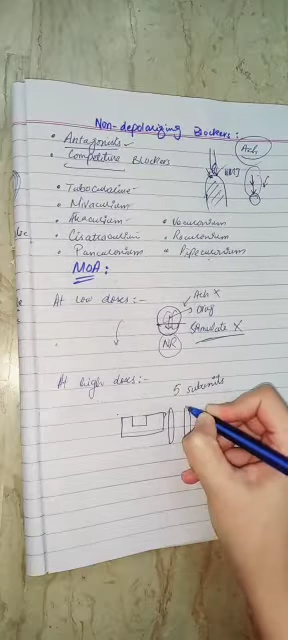 Non-depolarizing Blockers:
• Antagonists
• Competitive Blockers
Ach
NMJ
• Tubocurarine
• Mivacurium
• Atracurium • Vecuronium
• Cisatracurium • Rocuronium
• Pancuronium • Pipecuronium
MOA:
At low doses:-
Ach X
Drug
Stimulate X
NR
At high doses:-
5 subunits